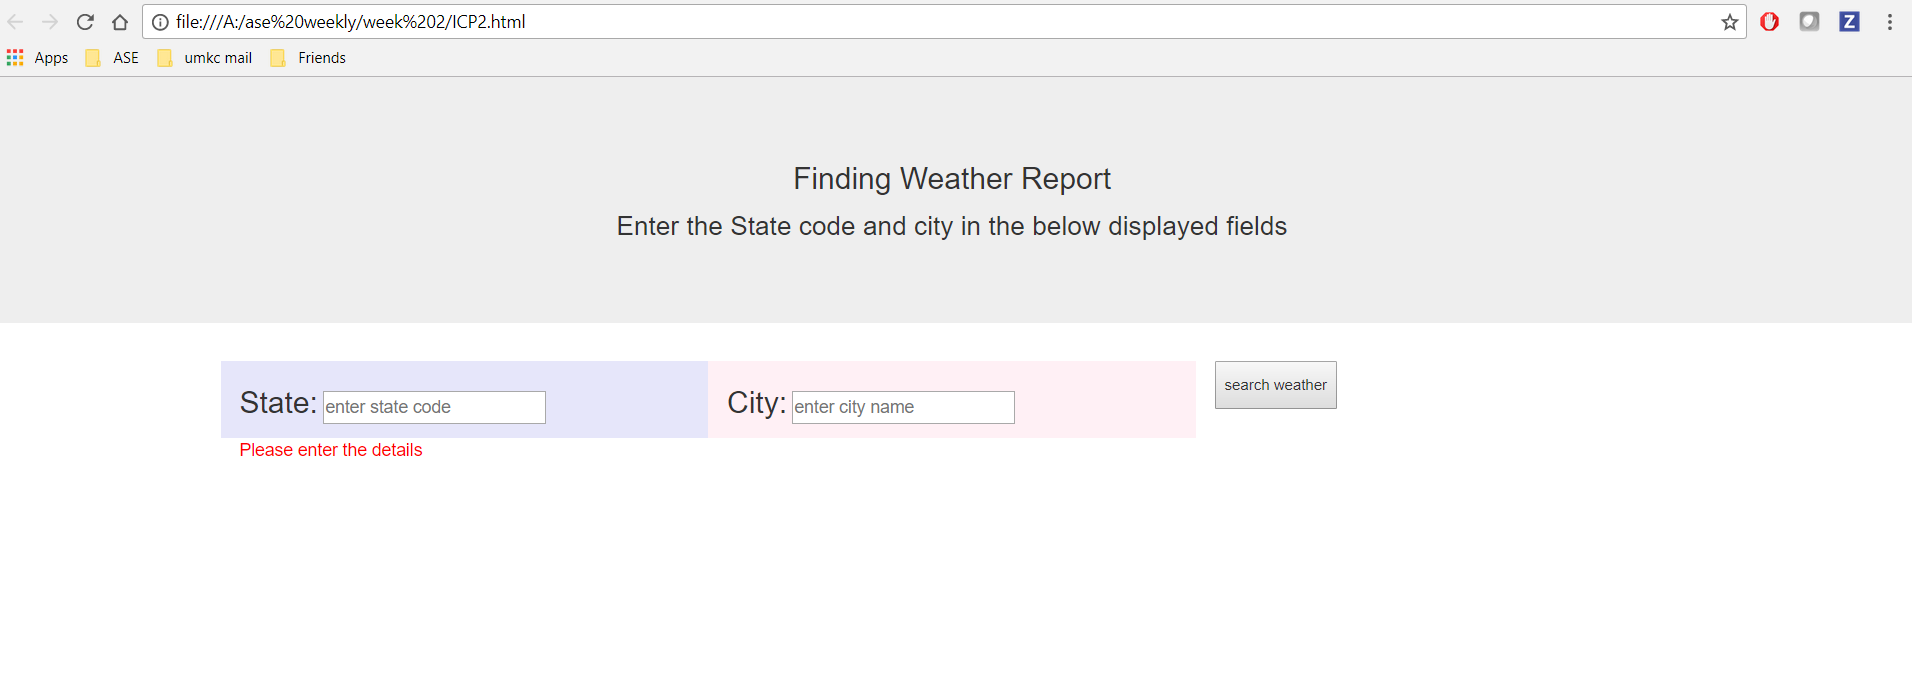 file:///A:/ase%20weekly/week%202/ICP2.html
Z
Apps ASE umkc mail Friends
Finding Weather Report
Enter the State code and city in the below displayed fields
State: enter state code City: enter city name search weather
Please enter the details